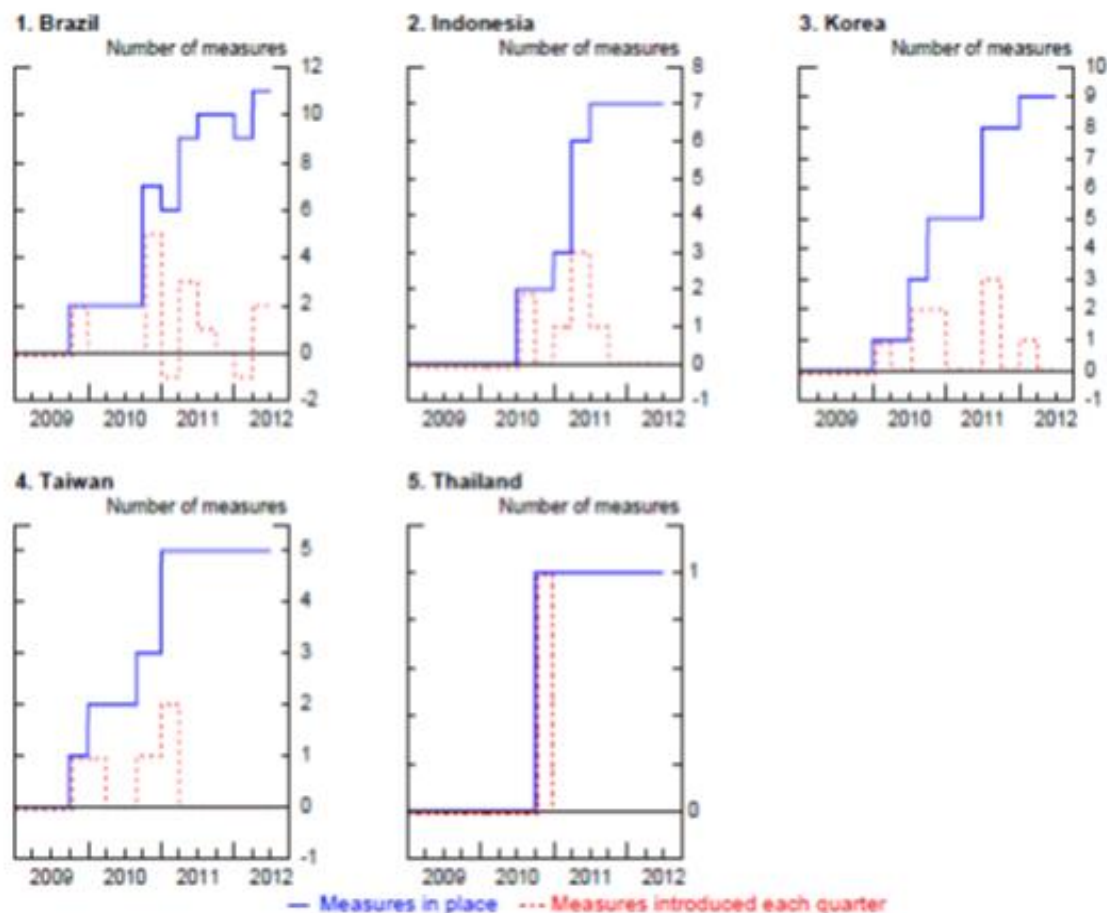 1. Brazil
Number of measures
12
10
8
6
4
2
0
-2
2009 2010 2011 2012
2. Indonesia
Number of measures
8
7
6
5
4
3
2
1
0
-1
2009 2010 2011 2012
3. Korea
Number of measures
10
9
8
7
6
5
4
3
2
1
0
-1
2009 2010 2011 2012
4. Taiwan
Number of measures
5
4
3
2
1
0
-1
2009 2010 2011 2012
5. Thailand
Number of measures
1
0
2009 2010 2011 2012
Measures in place Measures introduced each quarter